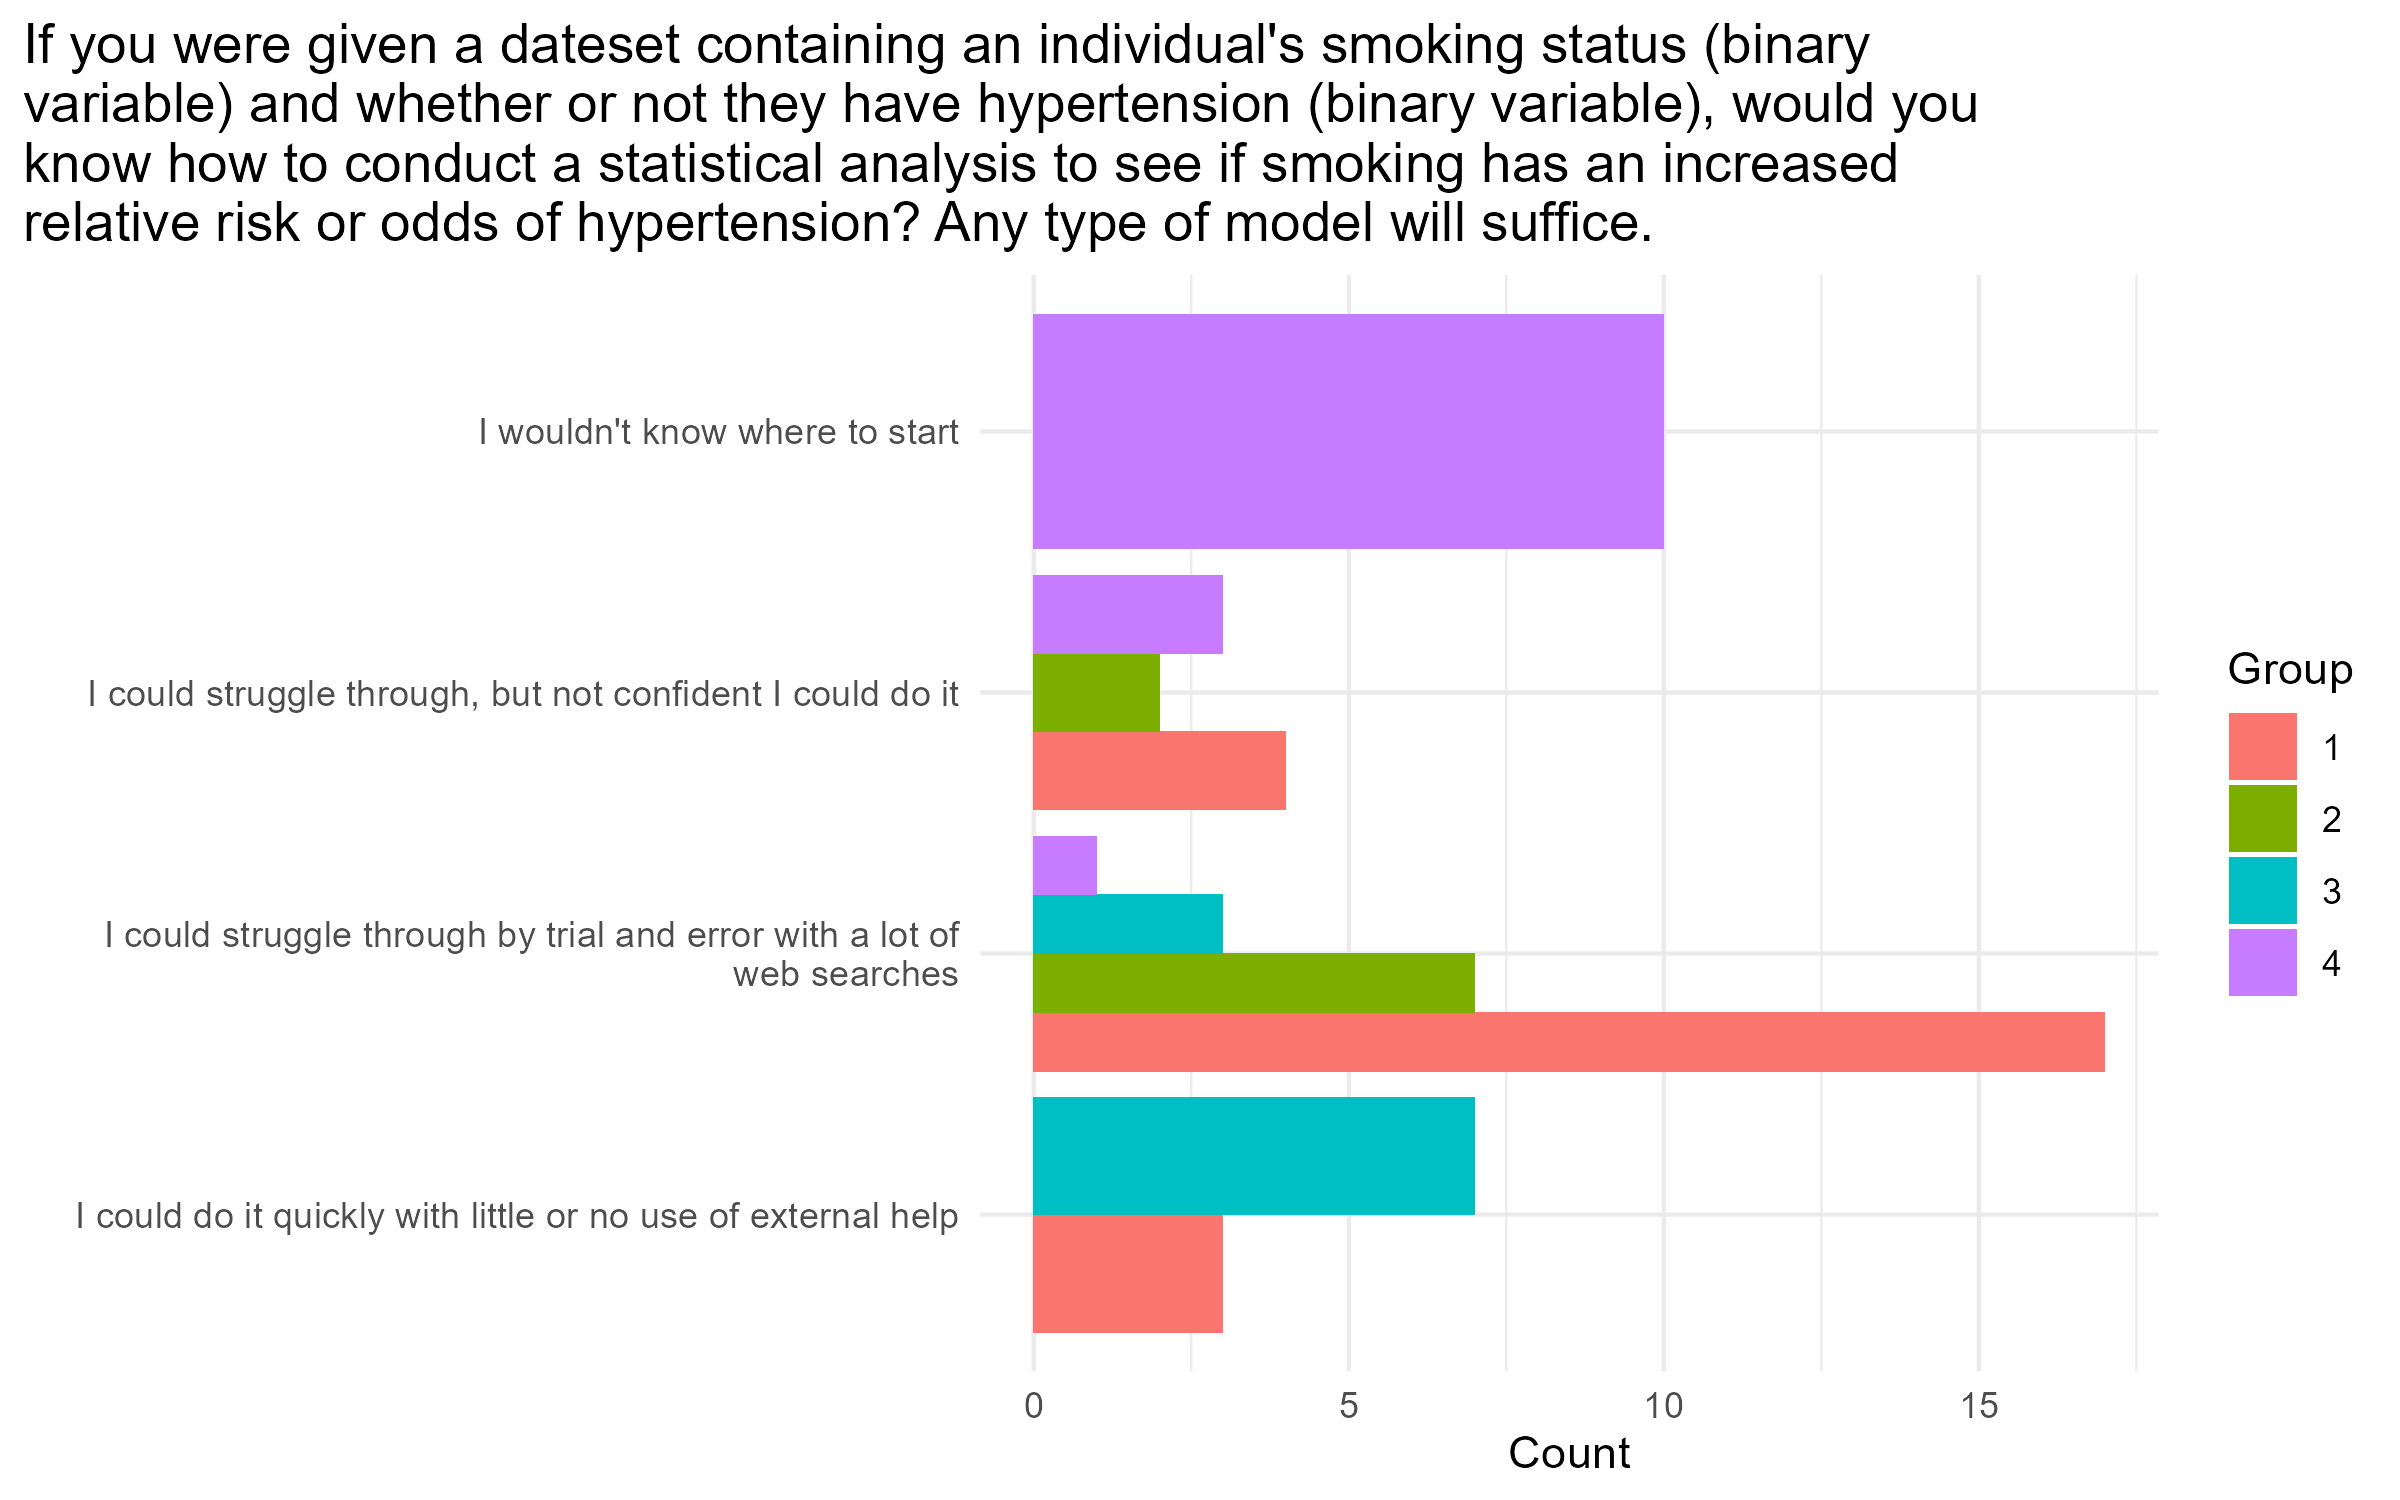 If you were given a dateset containing an individual's smoking status (binary
variable) and whether or not they have hypertension (binary variable), would you
know how to conduct a statistical analysis to see if smoking has an increased
relative risk or odds of hypertension? Any type of model will suffice.
I wouldn't know where to start
I could struggle through, but not confident I could do it
I could struggle through by trial and error with a lot of
web searches
I could do it quickly with little or no use of external help
0 5 10 15
Count
Group
1
2
3
4